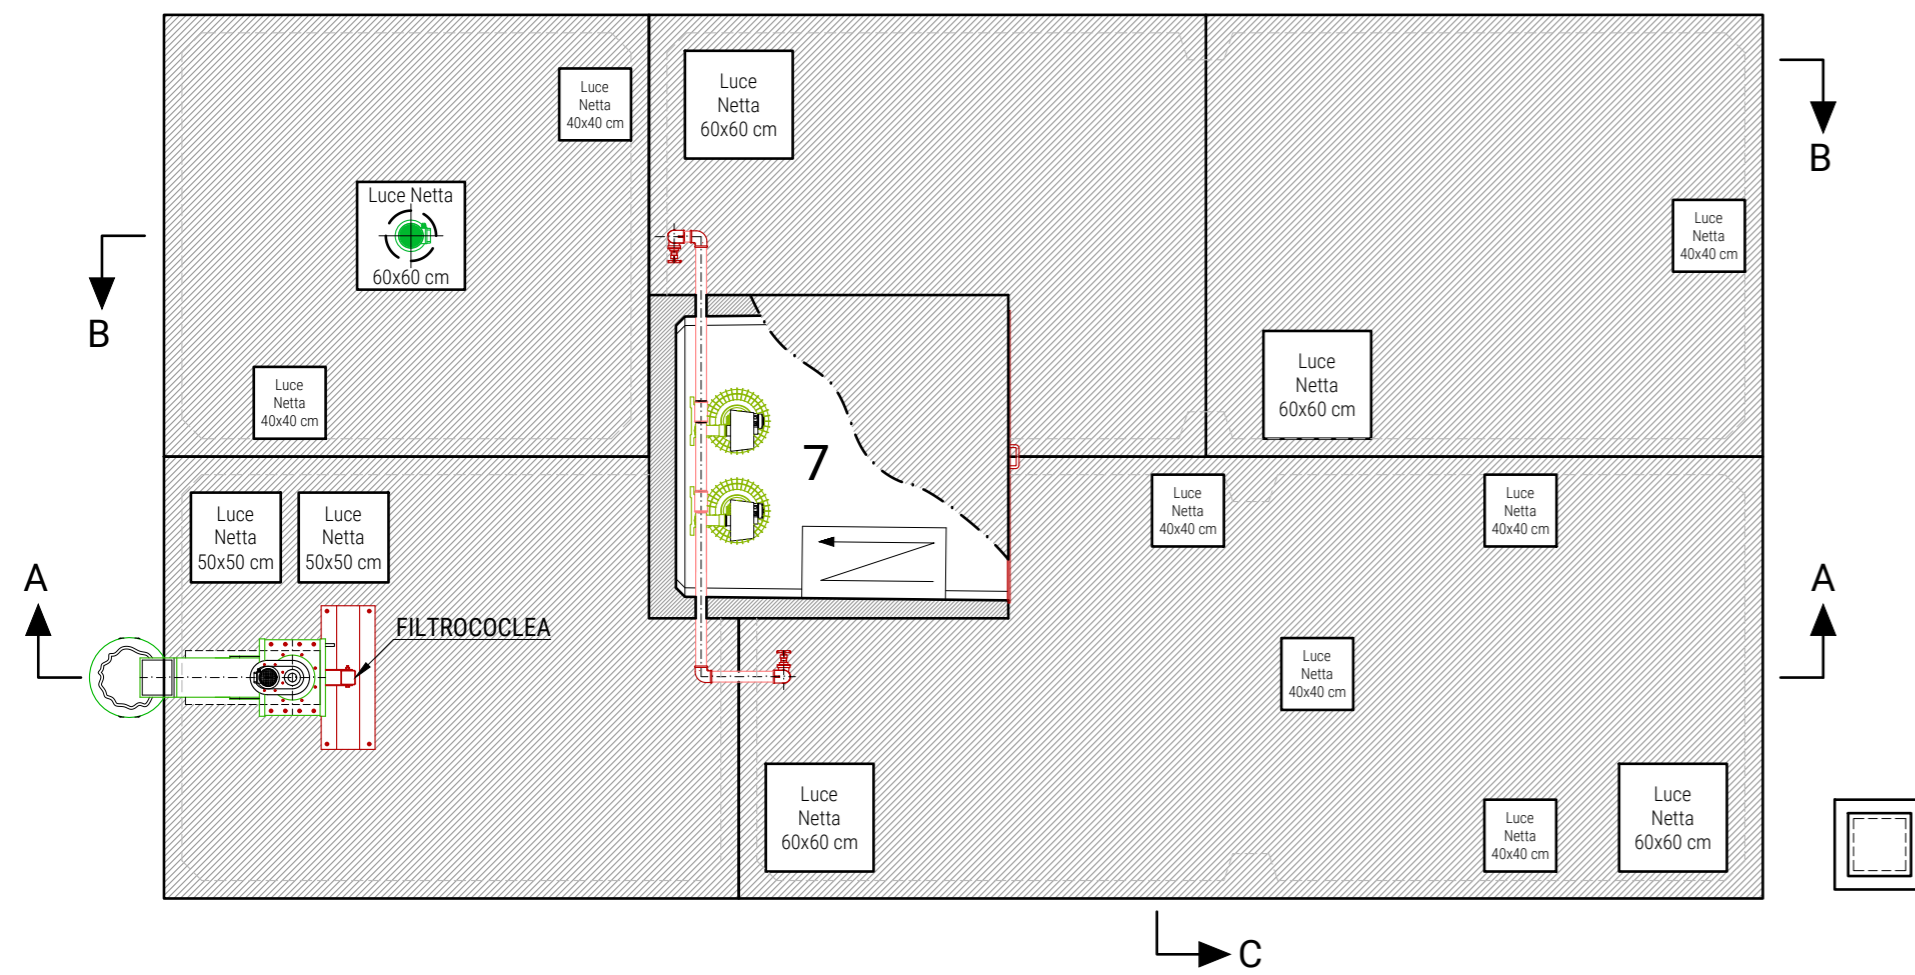 Luce
Netta
40x40 cm
Luce
Netta
60x60 cm
B
Luce Netta
60x60 cm
Luce
Netta
40x40 cm
B
Luce
Netta
40x40 cm
Luce
Netta
60x60 cm
7
Luce
Netta
50x50 cm
Luce
Netta
50x50 cm
Luce
Netta
40x40 cm
Luce
Netta
40x40 cm
A
A
FILTROCOCLEA
Luce
Netta
40x40 cm
Luce
Netta
60x60 cm
Luce
Netta
40x40 cm
Luce
Netta
60x60 cm
C